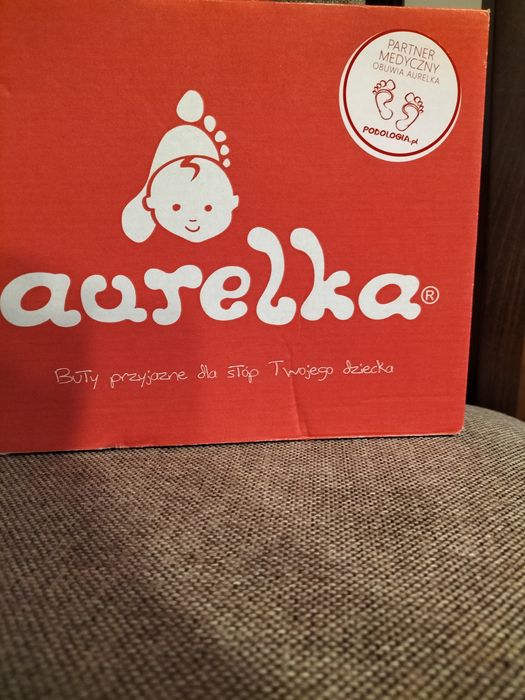 PARTNER
MEDYCZNY
OBUWIA AURELKA
PODOLOGIA.pl
aurelka®
Buty przyjazne dla stóp Twojego dziecka